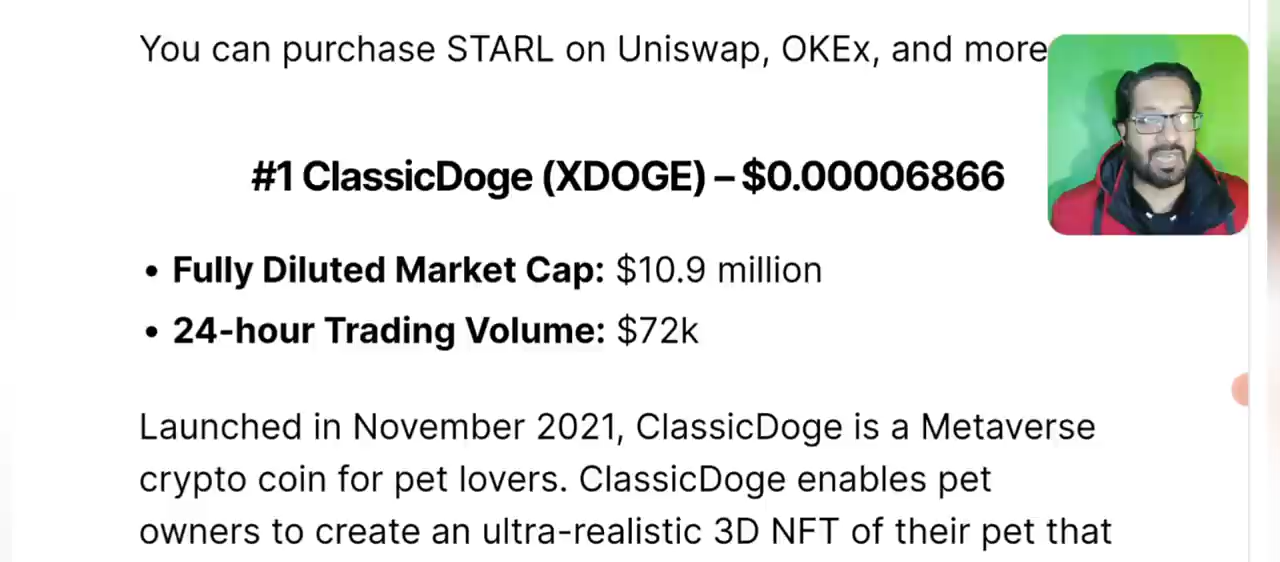 You can purchase STARL on Uniswap, OKEx, and more
#1 ClassicDoge (XDOGE) – $0.00006866
• Fully Diluted Market Cap: $10.9 million
• 24-hour Trading Volume: $72k
Launched in November 2021, ClassicDoge is a Metaverse
crypto coin for pet lovers. ClassicDoge enables pet
owners to create an ultra-realistic 3D NFT of their pet that